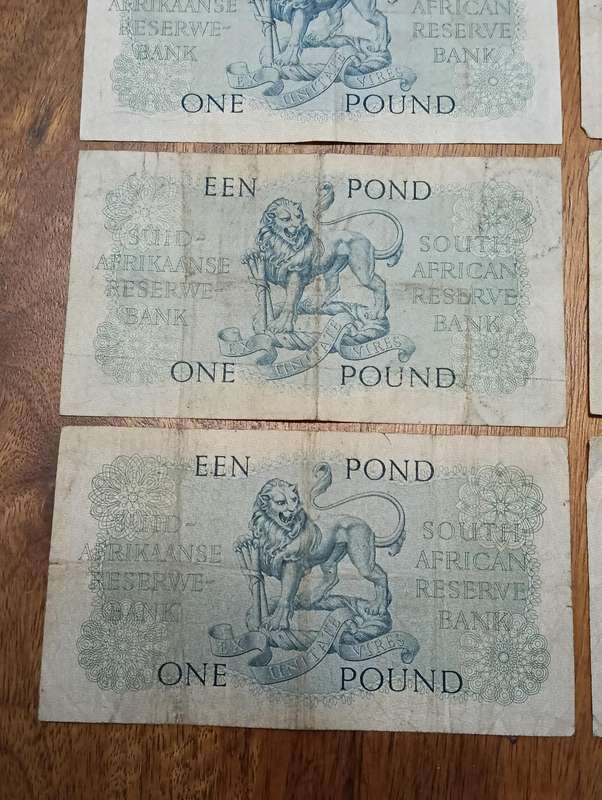 AFRIKAANSE
RESERWE-
BANK
AFRICAN
RESERVE
BANK
EX UNITATE VIRES
ONE POUND
EEN POND
SUID-
AFRIKAANSE
RESERWE-
BANK
SOUTH
AFRICAN
RESERVE
BANK
EX UNITATE VIRES
ONE POUND
EEN POND
SUID-
AFRIKAANSE
RESERWE-
BANK
SOUTH
AFRICAN
RESERVE
BANK
EX UNITATE VIRES
ONE POUND